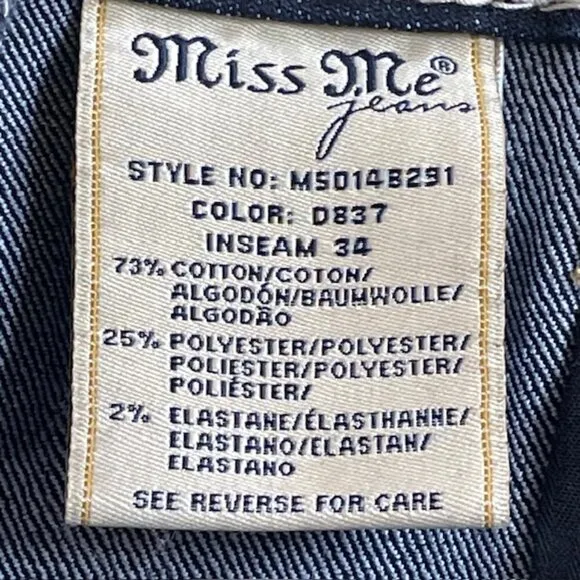 Miss Me®
jeans
STYLE NO: M5014B291
COLOR: D837
INSEAM 34
73% COTTON/COTON/
ALGODÓN/BAUMWOLLE/
ALGODÃO
25% POLYESTER/POLYESTER/
POLIESTER/POLYESTER/
POLIÉSTER/
2% ELASTANE/ÉLASTHANNE/
ELASTANO/ELASTAN/
ELASTANO
SEE REVERSE FOR CARE